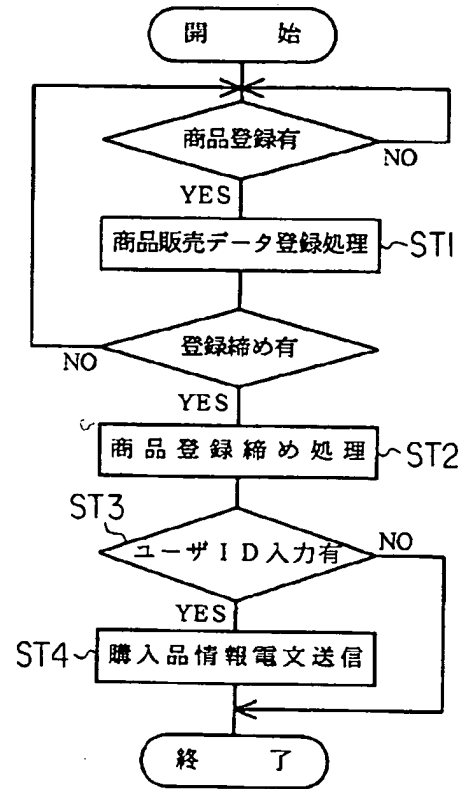 開 始
商品登録有
NO
YES
商品販売データ登録処理 ST1
登録締め有
NO
YES
商品登録締め処理 ST2
ST3
ユーザID入力有 NO
YES
ST4 購入品情報電文送信
終 了